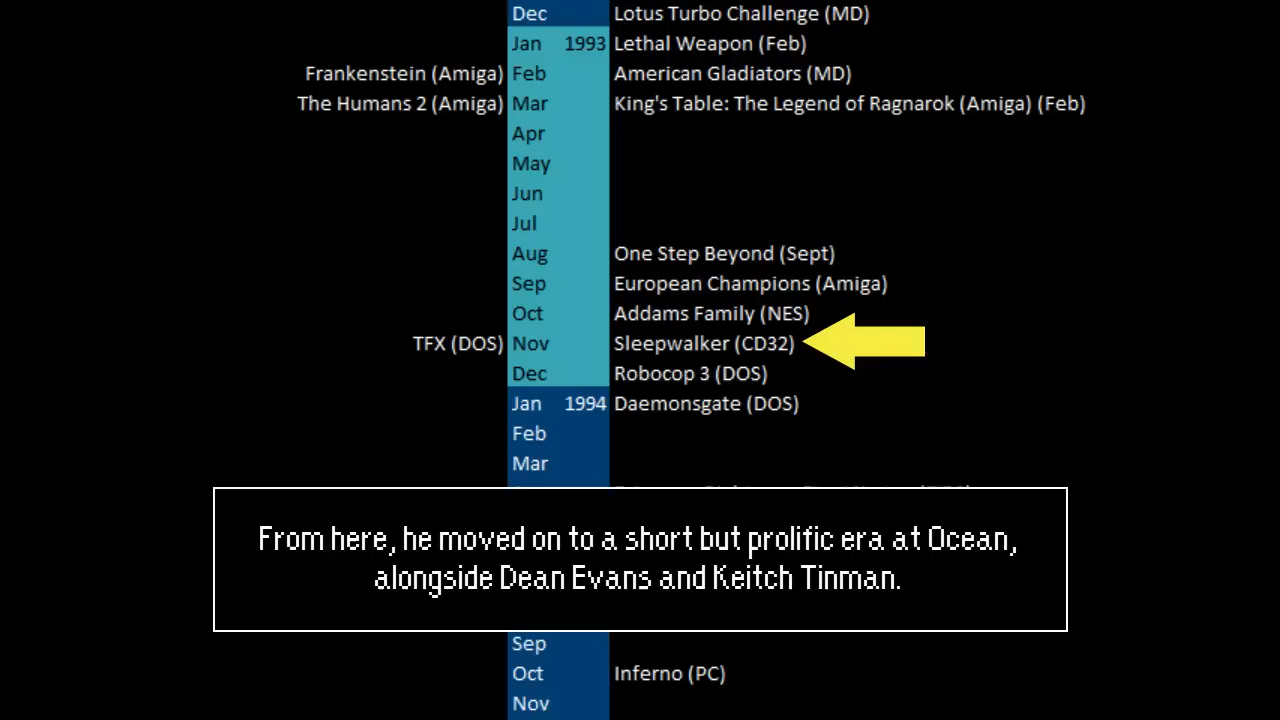 Dec Lotus Turbo Challenge (MD)
Jan 1993 Lethal Weapon (Feb)
Frankenstein (Amiga) Feb American Gladiators (MD)
The Humans 2 (Amiga) Mar King's Table: The Legend of Ragnarok (Amiga) (Feb)
Apr
May
Jun
Jul
Aug One Step Beyond (Sept)
Sep European Champions (Amiga)
Oct Addams Family (NES)
TFX (DOS) Nov Sleepwalker (CD32)
Dec Robocop 3 (DOS)
Jan 1994 Daemonsgate (DOS)
Feb
Mar
From here, he moved on to a short but prolific era at Ocean,
alongside Dean Evans and Keitch Tinman.
Sep
Oct Inferno (PC)
Nov